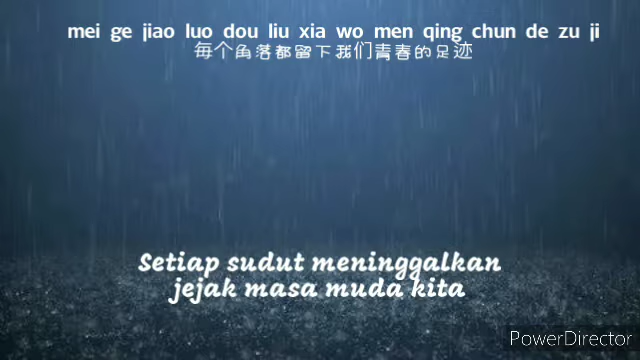 mei ge jiao luo dou liu xia wo men qing chun de zu ji
每个角落都留下我们青春的足迹
Setiap sudut meninggalkan
jejak masa muda kita
PowerDirector